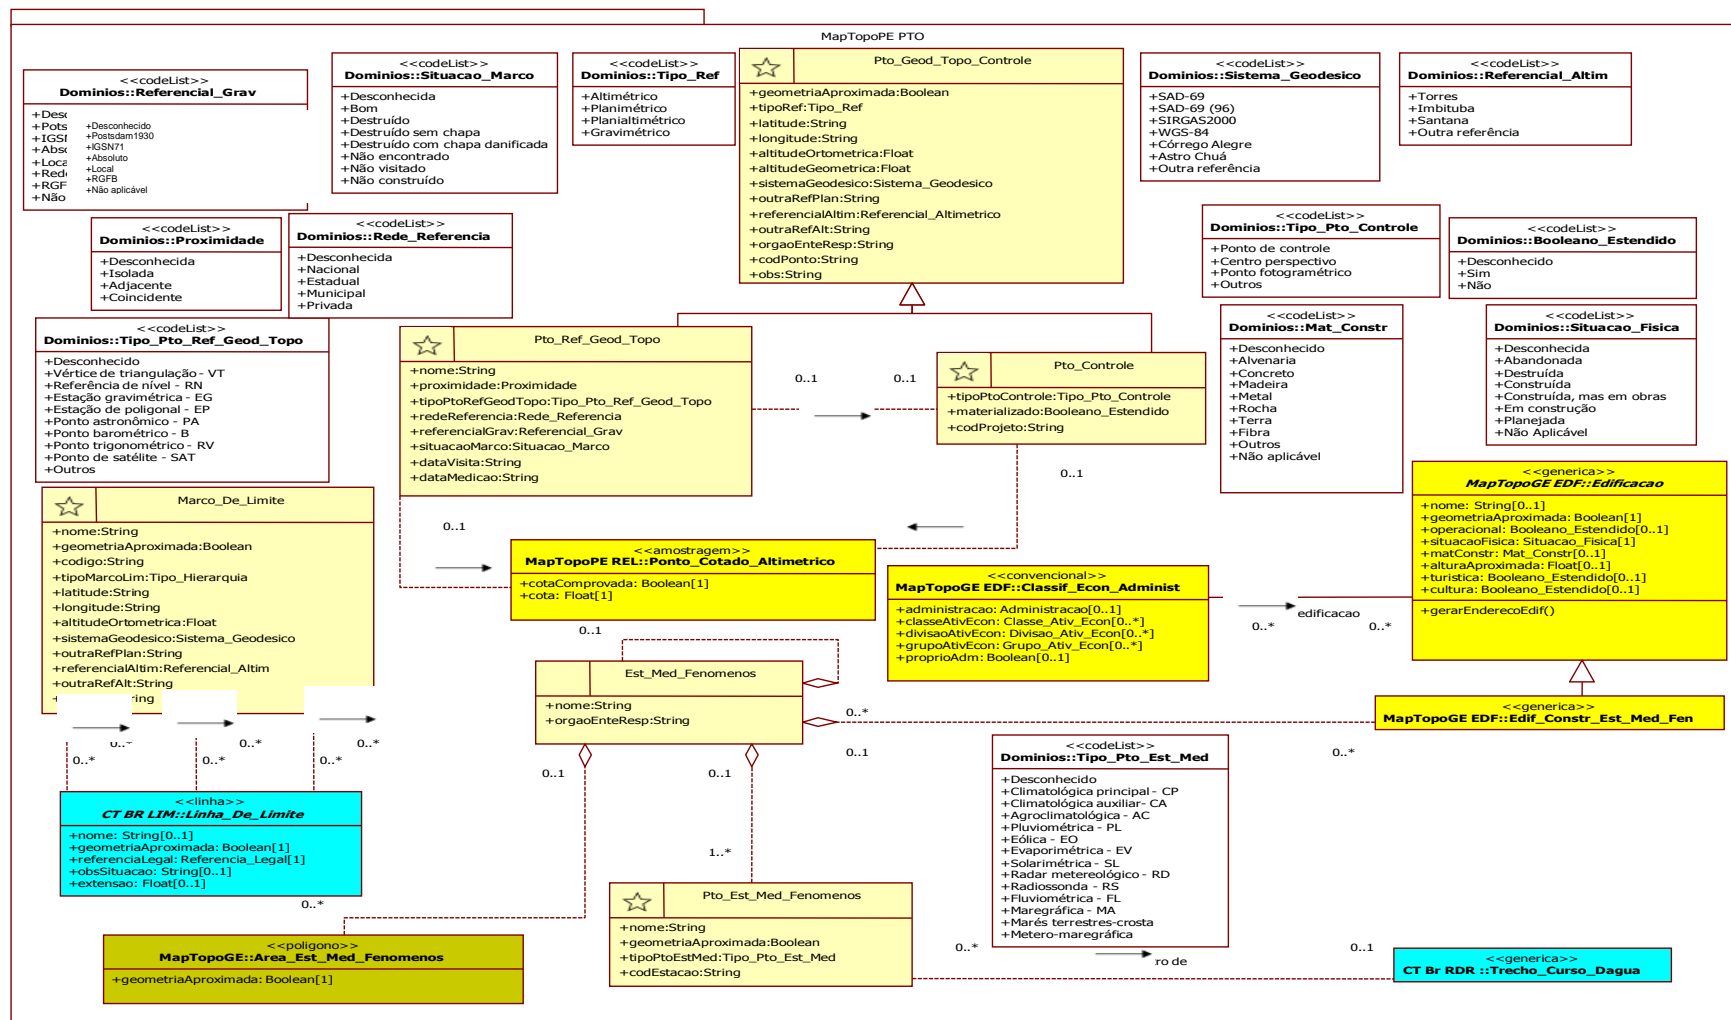 MapTopoPE PTO
<<codeList>>
Dominios::Referencial_Grav
+Desc
+Pots
+IGSN
+Abso
+Loca
+Rede
+RGF
+Não
+Desconhecido
+Postsdam1930
+IGSN71
+Absoluto
+Local
+RGFB
+Não aplicável
<<codeList>>
Dominios::Situacao_Marco
+Desconhecida
+Bom
+Destruído
+Destruído sem chapa
+Destruído com chapa danificada
+Não encontrado
+Não visitado
+Não construído
<<codeList>>
Dominios::Tipo_Ref
+Altimétrico
+Planimétrico
+Planialtimétrico
+Gravimétrico
Pto_Geod_Topo_Controle
+geometriaAproximada:Boolean
+tipoRef:Tipo_Ref
+latitude:String
+longitude:String
+altitudeOrtometrica:Float
+altitudeGeometrica:Float
+sistemaGeodesico:Sistema_Geodesico
+outraRefPlan:String
+referencialAltim:Referencial_Altimetrico
+outraRefAlt:String
+orgaoEnteResp:String
+codPonto:String
+obs:String
<<codeList>>
Dominios::Sistema_Geodesico
+SAD-69
+SAD-69 (96)
+SIRGAS2000
+WGS-84
+Córrego Alegre
+Astro Chuá
+Outra referência
<<codeList>>
Dominios::Referencial_Altim
+Torres
+Imbituba
+Santana
+Outra referência
<<codeList>>
Dominios::Proximidade
+Desconhecida
+Isolada
+Adjacente
+Coincidente
<<codeList>>
Dominios::Rede_Referencia
+Desconhecida
+Nacional
+Estadual
+Municipal
+Privada
<<codeList>>
Dominios::Tipo_Pto_Controle
+Ponto de controle
+Centro perspectivo
+Ponto fotogramétrico
+Outros
<<codeList>>
Dominios::Booleano_Estendido
+Desconhecido
+Sim
+Não
<<codeList>>
Dominios::Tipo_Pto_Ref_Geod_Topo
+Desconhecido
+Vértice de triangulação - VT
+Referência de nível - RN
+Estação gravimétrica - EG
+Estação de poligonal - EP
+Ponto astronômico - PA
+Ponto barométrico - B
+Ponto trigonométrico - RV
+Ponto de satélite - SAT
+Outros
Pto_Ref_Geod_Topo
+nome:String
+proximidade:Proximidade
+tipoPtoRefGeodTopo:Tipo_Pto_Ref_Geod_Topo
+redeReferencia:Rede_Referencia
+referencialGrav:Referencial_Grav
+situacaoMarco:Situacao_Marco
+dataVisita:String
+dataMedicao:String
0..1
0..1
Pto_Controle
+tipoPtoControle:Tipo_Pto_Controle
+materializado:Booleano_Estendido
+codProjeto:String
<<codeList>>
Dominios::Mat_Constr
+Desconhecido
+Alvenaria
+Concreto
+Madeira
+Metal
+Rocha
+Terra
+Fibra
+Outros
+Não aplicável
<<codeList>>
Dominios::Situacao_Fisica
+Desconhecida
+Abandonada
+Destruída
+Construída
+Construída, mas em obras
+Em construção
+Planejada
+Não Aplicável
Marco_De_Limite
+nome:String
+geometriaAproximada:Boolean
+codigo:String
+tipoMarcoLim:Tipo_Hierarquia
+latitude:String
+longitude:String
+altitudeOrtometrica:Float
+sistemaGeodesico:Sistema_Geodesico
+outraRefPlan:String
+referencialAltim:Referencial_Altim
+outraRefAlt:String
ring
0..1
0..1
<<amostragem>>
MapTopoPE REL::Ponto_Cotado_Altimetrico
+cotaComprovada: Boolean[1]
+cota: Float[1]
0..1
<<convencional>>
MapTopoGE EDF::Classif_Econ_Administ
+administracao: Administracao[0..1]
+classeAtivEcon: Classe_Ativ_Econ[0..*]
+divisaoAtivEcon: Divisao_Ativ_Econ[0..*]
+grupoAtivEcon: Grupo_Ativ_Econ[0..*]
+proprioAdm: Boolean[0..1]
edificacao
0..*
0..*
<<generica>>
MapTopoGE EDF::Edificacao
+nome: String[0..1]
+geometriaAproximada: Boolean[1]
+operacional: Booleano_Estendido[0..1]
+situacaoFisica: Situacao_Fisica[1]
+matConstr: Mat_Constr[0..1]
+alturaAproximada: Float[0..1]
+turistica: Booleano_Estendido[0..1]
+cultura: Booleano_Estendido[0..1]
+gerarEnderecoEdif()
Est_Med_Fenomenos
+nome:String
+orgaoEnteResp:String
0..*
0..1
0..*
<<generica>>
MapTopoGE EDF::Edif_Constr_Est_Med_Fen
0..*
0..*
0..*
0..*
0..*
0..*
<<linha>>
CT BR LIM::Linha_De_Limite
+nome: String[0..1]
+geometriaAproximada: Boolean[1]
+referenciaLegal: Referencia_Legal[1]
+obsSituacao: String[0..1]
+extensao: Float[0..1]
0..1
0..1
1..*
0..*
<<codeList>>
Dominios::Tipo_Pto_Est_Med
+Desconhecido
+Climatológica principal - CP
+Climatológica auxiliar- CA
+Agroclimatológica - AC
+Pluviométrica - PL
+Eólica - EO
+Evaporimétrica - EV
+Solarimétrica - SL
+Radar metereológico - RD
+Radiossonda - RS
+Fluviométrica - FL
+Maregráfica - MA
+Marés terrestres-crosta
+Metero-maregráfica
<<poligono>>
MapTopoGE::Area_Est_Med_Fenomenos
+geometriaAproximada: Boolean[1]
Pto_Est_Med_Fenomenos
+nome:String
+geometriaAproximada:Boolean
+tipoPtoEstMed:Tipo_Pto_Est_Med
+codEstacao:String
0..*
ro de
0..1
<<generica>>
CT Br RDR ::Trecho_Curso_Dagua